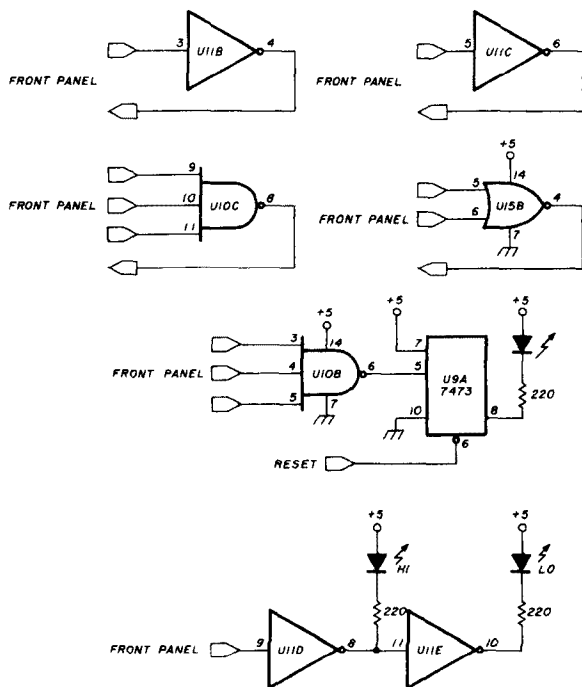 3 U11B 4
FRONT PANEL
5 U11C 6
FRONT PANEL
9
10 U10C 8
11
FRONT PANEL
+5
14
5 U15B 4
6
7
FRONT PANEL
+5
14
3
4 U10B 6
5
7
FRONT PANEL
+5
7
5 U9A
7473
10 8
6
RESET
+5
220
+5
HI
220
+5
LO
220
FRONT PANEL 9 U11D 8 11 U11E 10